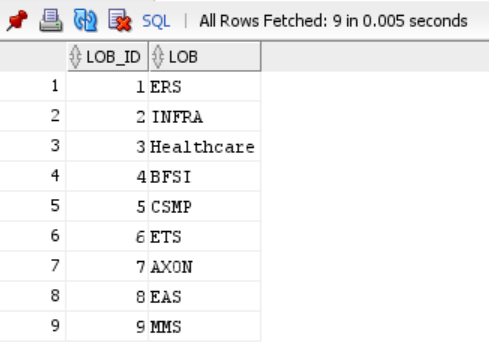 SQL | All Rows Fetched: 9 in 0.005 seconds
LOB_ID LOB
1 1 ERS
2 2 INFRA
3 3 Healthcare
4 4 BFSI
5 5 CSMP
6 6 ETS
7 7 AXON
8 8 EAS
9 9 MMS